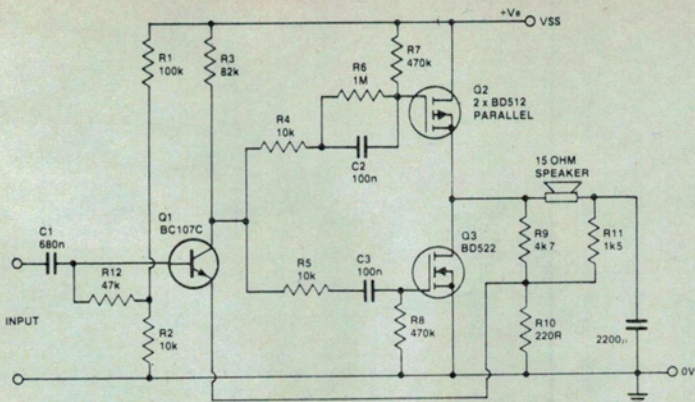 +Ve
VSS
R1
100k
R3
82k
R7
470k
R6
1M
R4
10k
C2
100n
Q2
2 x BD512
PARALLEL
15 OHM
SPEAKER
Q1
BC107C
C1
680n
R12
47k
INPUT
R2
10k
R5
10k
C3
100n
Q3
BD522
R8
470k
R9
4k7
R11
1k5
R10
220R
2200μ
0V